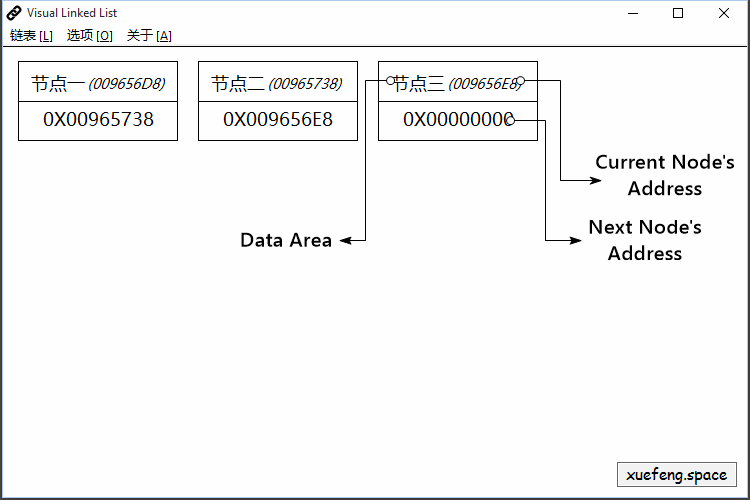 Visual Linked List
链表 [L] 选项 [O] 关于 [A]
节点一 (009656D8) 节点二 (00965738) 节点三 (009656E8)
0X00965738 0X009656E8 0X00000000
Current Node's
Address
Data Area
Next Node's
Address
xuefeng.space